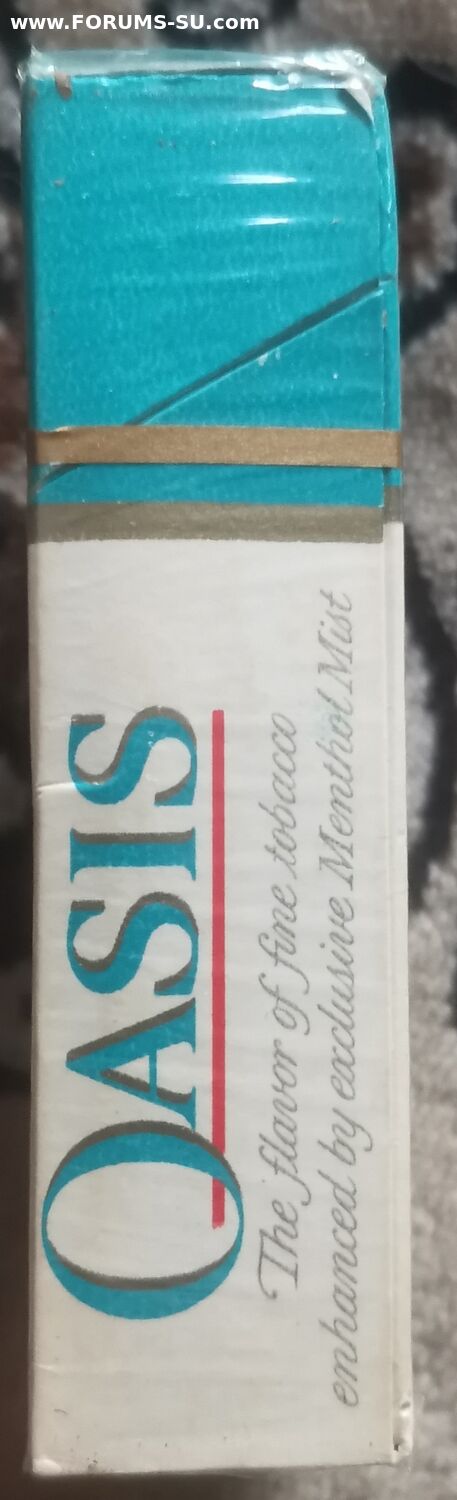 www.FORUMS-SU.com
OASIS
The flavor of fine tobacco
enhanced by exclusive Menthol Mist